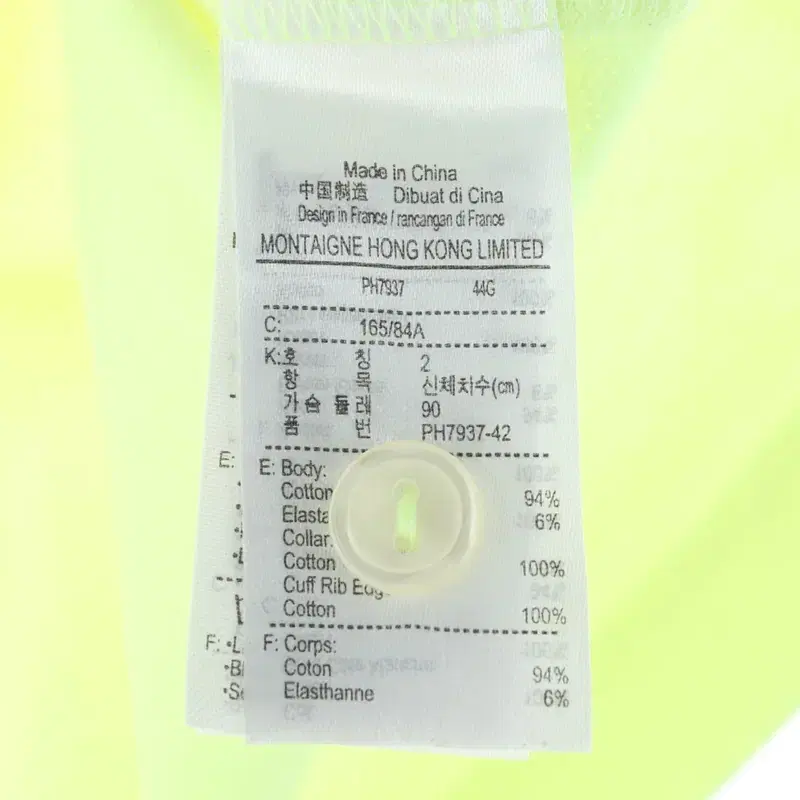 Made in China
中国制造 Dibuat di Cina
Design in France / rancangan di France
MONTAIGNE HONG KONG LIMITED
PH7937 44G
C: 165/84A
K:호 칭 2
항 목 신체치수(cm)
가슴둘레 90
품 번 PH7937-42
E: Body:
Cotton 94%
6%
Collar
Cotton 100%
Cuff Rib
Cotton 100%
F: Corps:
Coton 94%
Elasthanne 6%
E:
F: